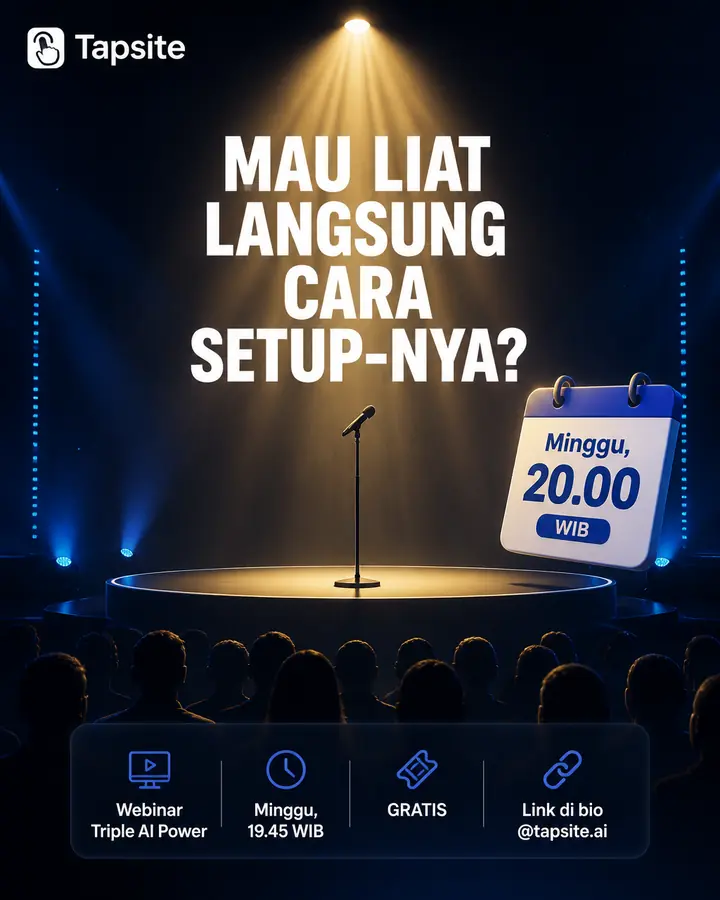 Tapsite
MAU LIAT
LANGSUNG
CARA
SETUP-NYA?
Minggu,
20.00
WIB
Webinar
Triple AI Power
Minggu,
19.45 WIB
GRATIS
Link di bio
@tapsite.ai